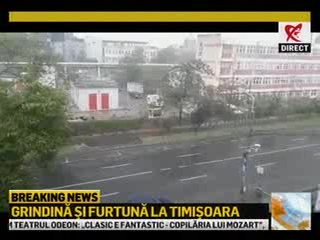 DIRECT
BREAKING NEWS
GRINDINĂ ȘI FURTUNĂ LA TIMIȘOARA
M TEATRUL ODEON: „CLASIC E FANTASTIC - COPILĂRIA LUI MOZART”,